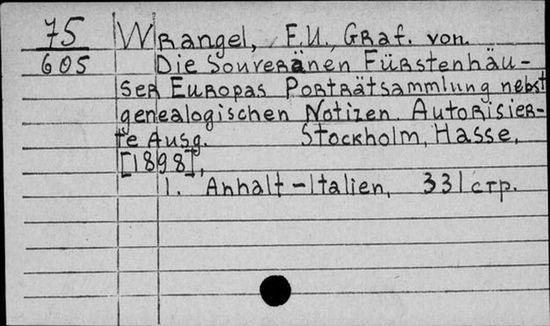 75 Wrangel, F.U., Graf. von.
605 Die Souveränen Fürstenhäu-
ser Europas Porträtsammlung nebst
genealogischen Notizen. Autorisier-
te Ausg. Stockholm, Hasse,
[1898],
1. Anhalt-Italien, 331 стр.